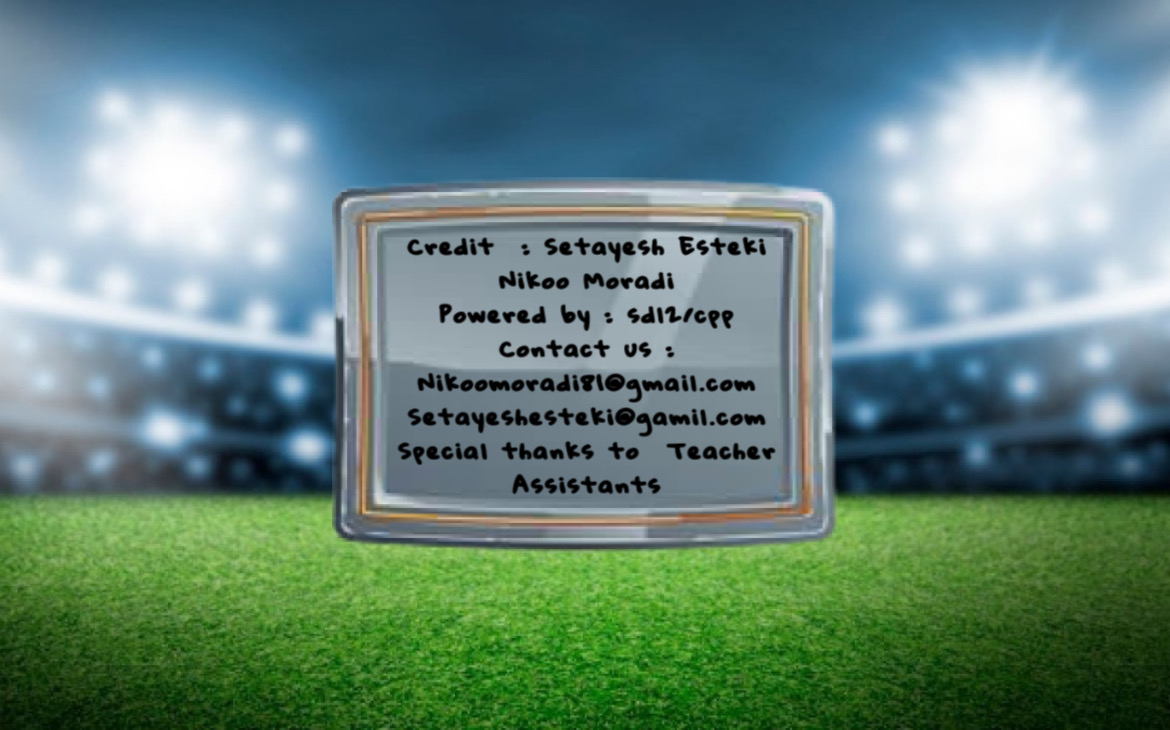 Credit : Setayesh Esteki
Nikoo Moradi
Powered by : sdl2/cpp
Contact us :
Nikoomoradi81@gmail.com
Setayeshesteki@gamil.com
Special thanks to Teacher
Assistants